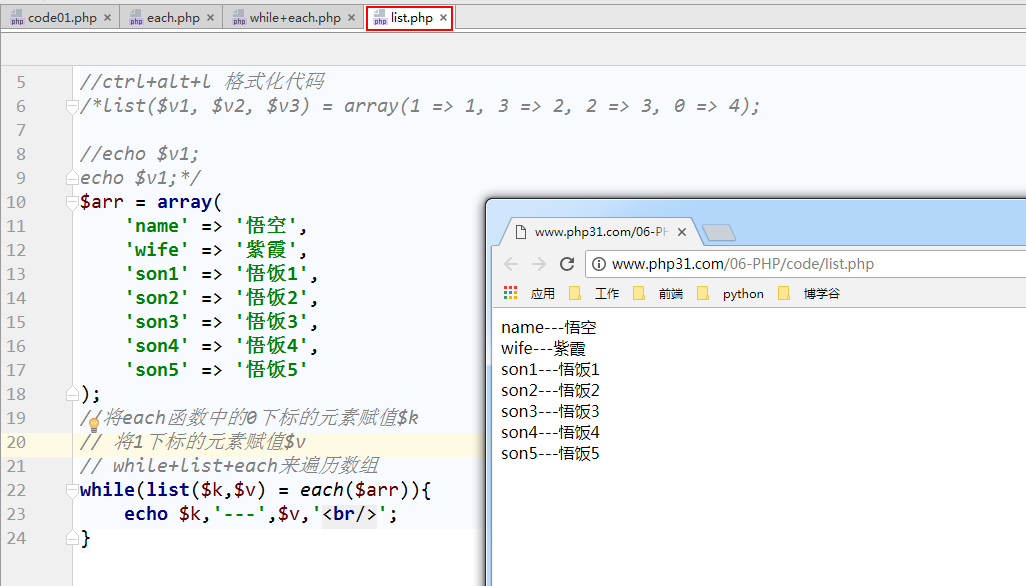 code01.php
each.php
while+each.php
list.php
5 //ctrl+alt+l 格式化代码
6 /*list($v1, $v2, $v3) = array(1 => 1, 3 => 2, 2 => 3, 0 => 4);
7
8 //echo $v1;
9 echo $v1;*/
10 $arr = array(
11 'name' => '悟空',
12 'wife' => '紫霞',
13 'son1' => '悟饭1',
14 'son2' => '悟饭2',
15 'son3' => '悟饭3',
16 'son4' => '悟饭4',
17 'son5' => '悟饭5'
18 );
19 //将each函数中的0下标的元素赋值$k
20 // 将1下标的元素赋值$v
21 // while+list+each来遍历数组
22 while(list($k,$v) = each($arr)){
23 echo $k,'---',$v,'<br/>';
24 }
www.php31.com/06-PH
www.php31.com/06-PHP/code/list.php
应用 工作 前端 python 博学谷
name---悟空
wife---紫霞
son1---悟饭1
son2---悟饭2
son3---悟饭3
son4---悟饭4
son5---悟饭5